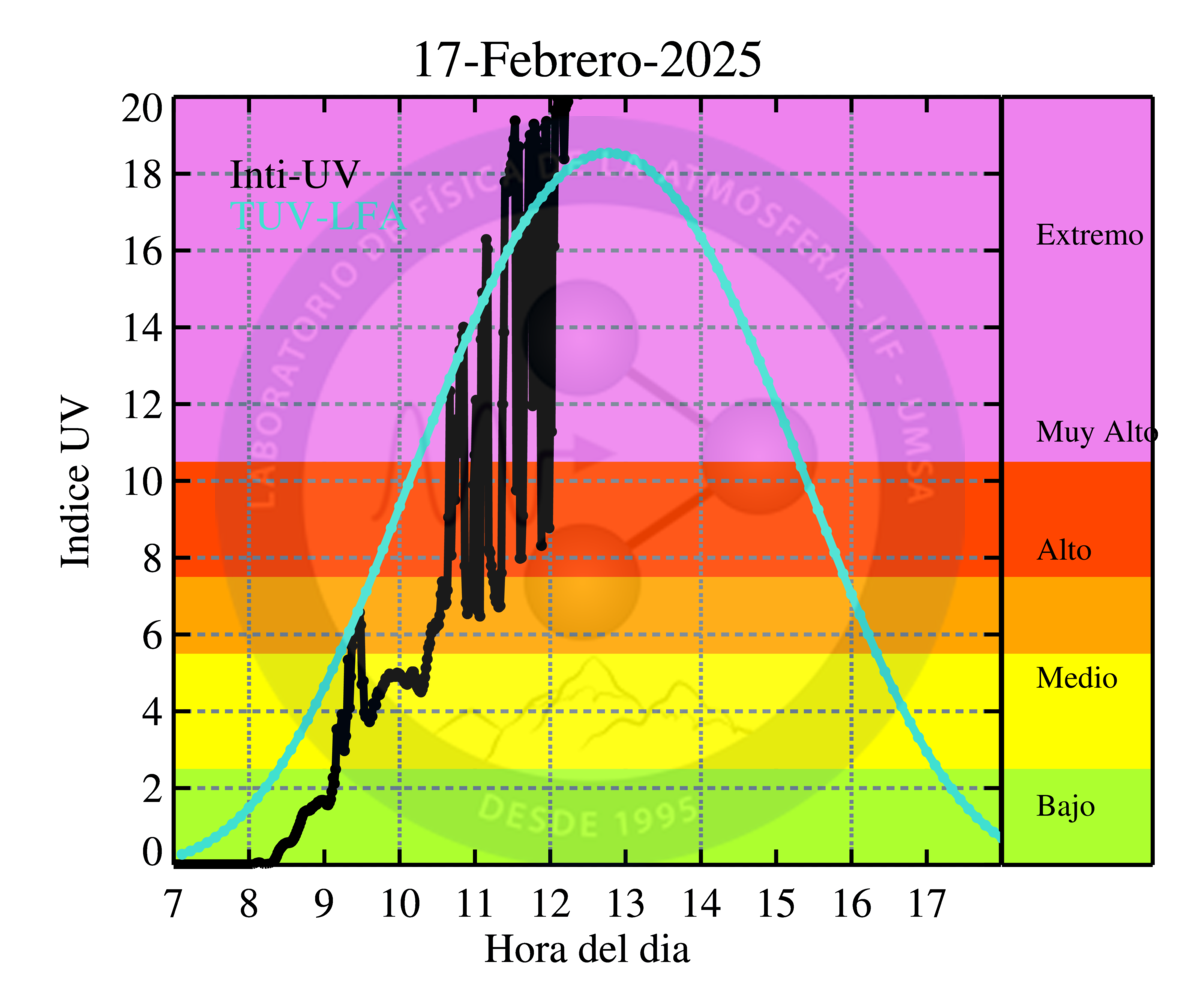 17-Febrero-2025
Inti-UV
TUV-LFA
LABORATORIO DE FÍSICA DE LA ATMÓSFERA - IIF - UMSA
DESDE 1995
Extremo
Muy Alto
Alto
Medio
Bajo
Indice UV
20
18
16
14
12
10
8
6
4
2
0
7 8 9 10 11 12 13 14 15 16 17
Hora del dia